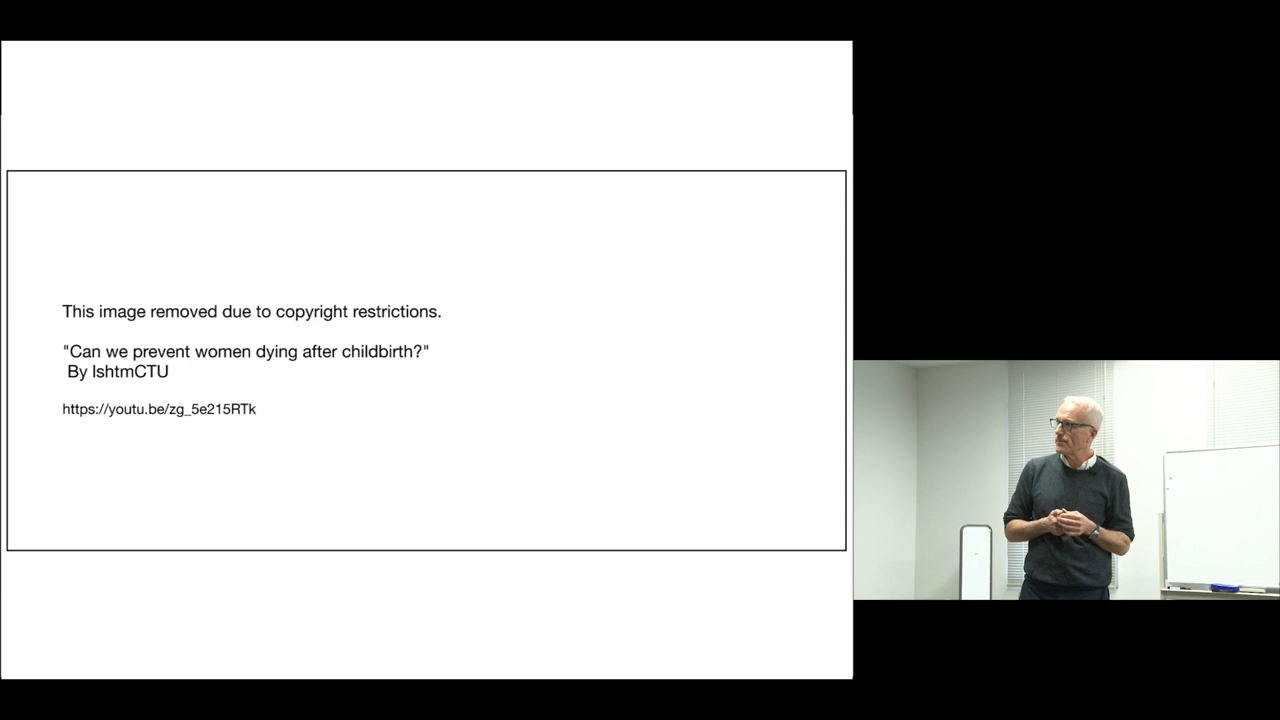 This image removed due to copyright restrictions.
"Can we prevent women dying after childbirth?"
By lshtmCTU
https://youtu.be/zg_5e215RTk